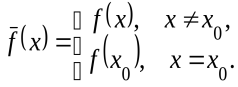 f̄(x) = { f(x),   x ≠ x₀,
f(x₀),   x = x₀.